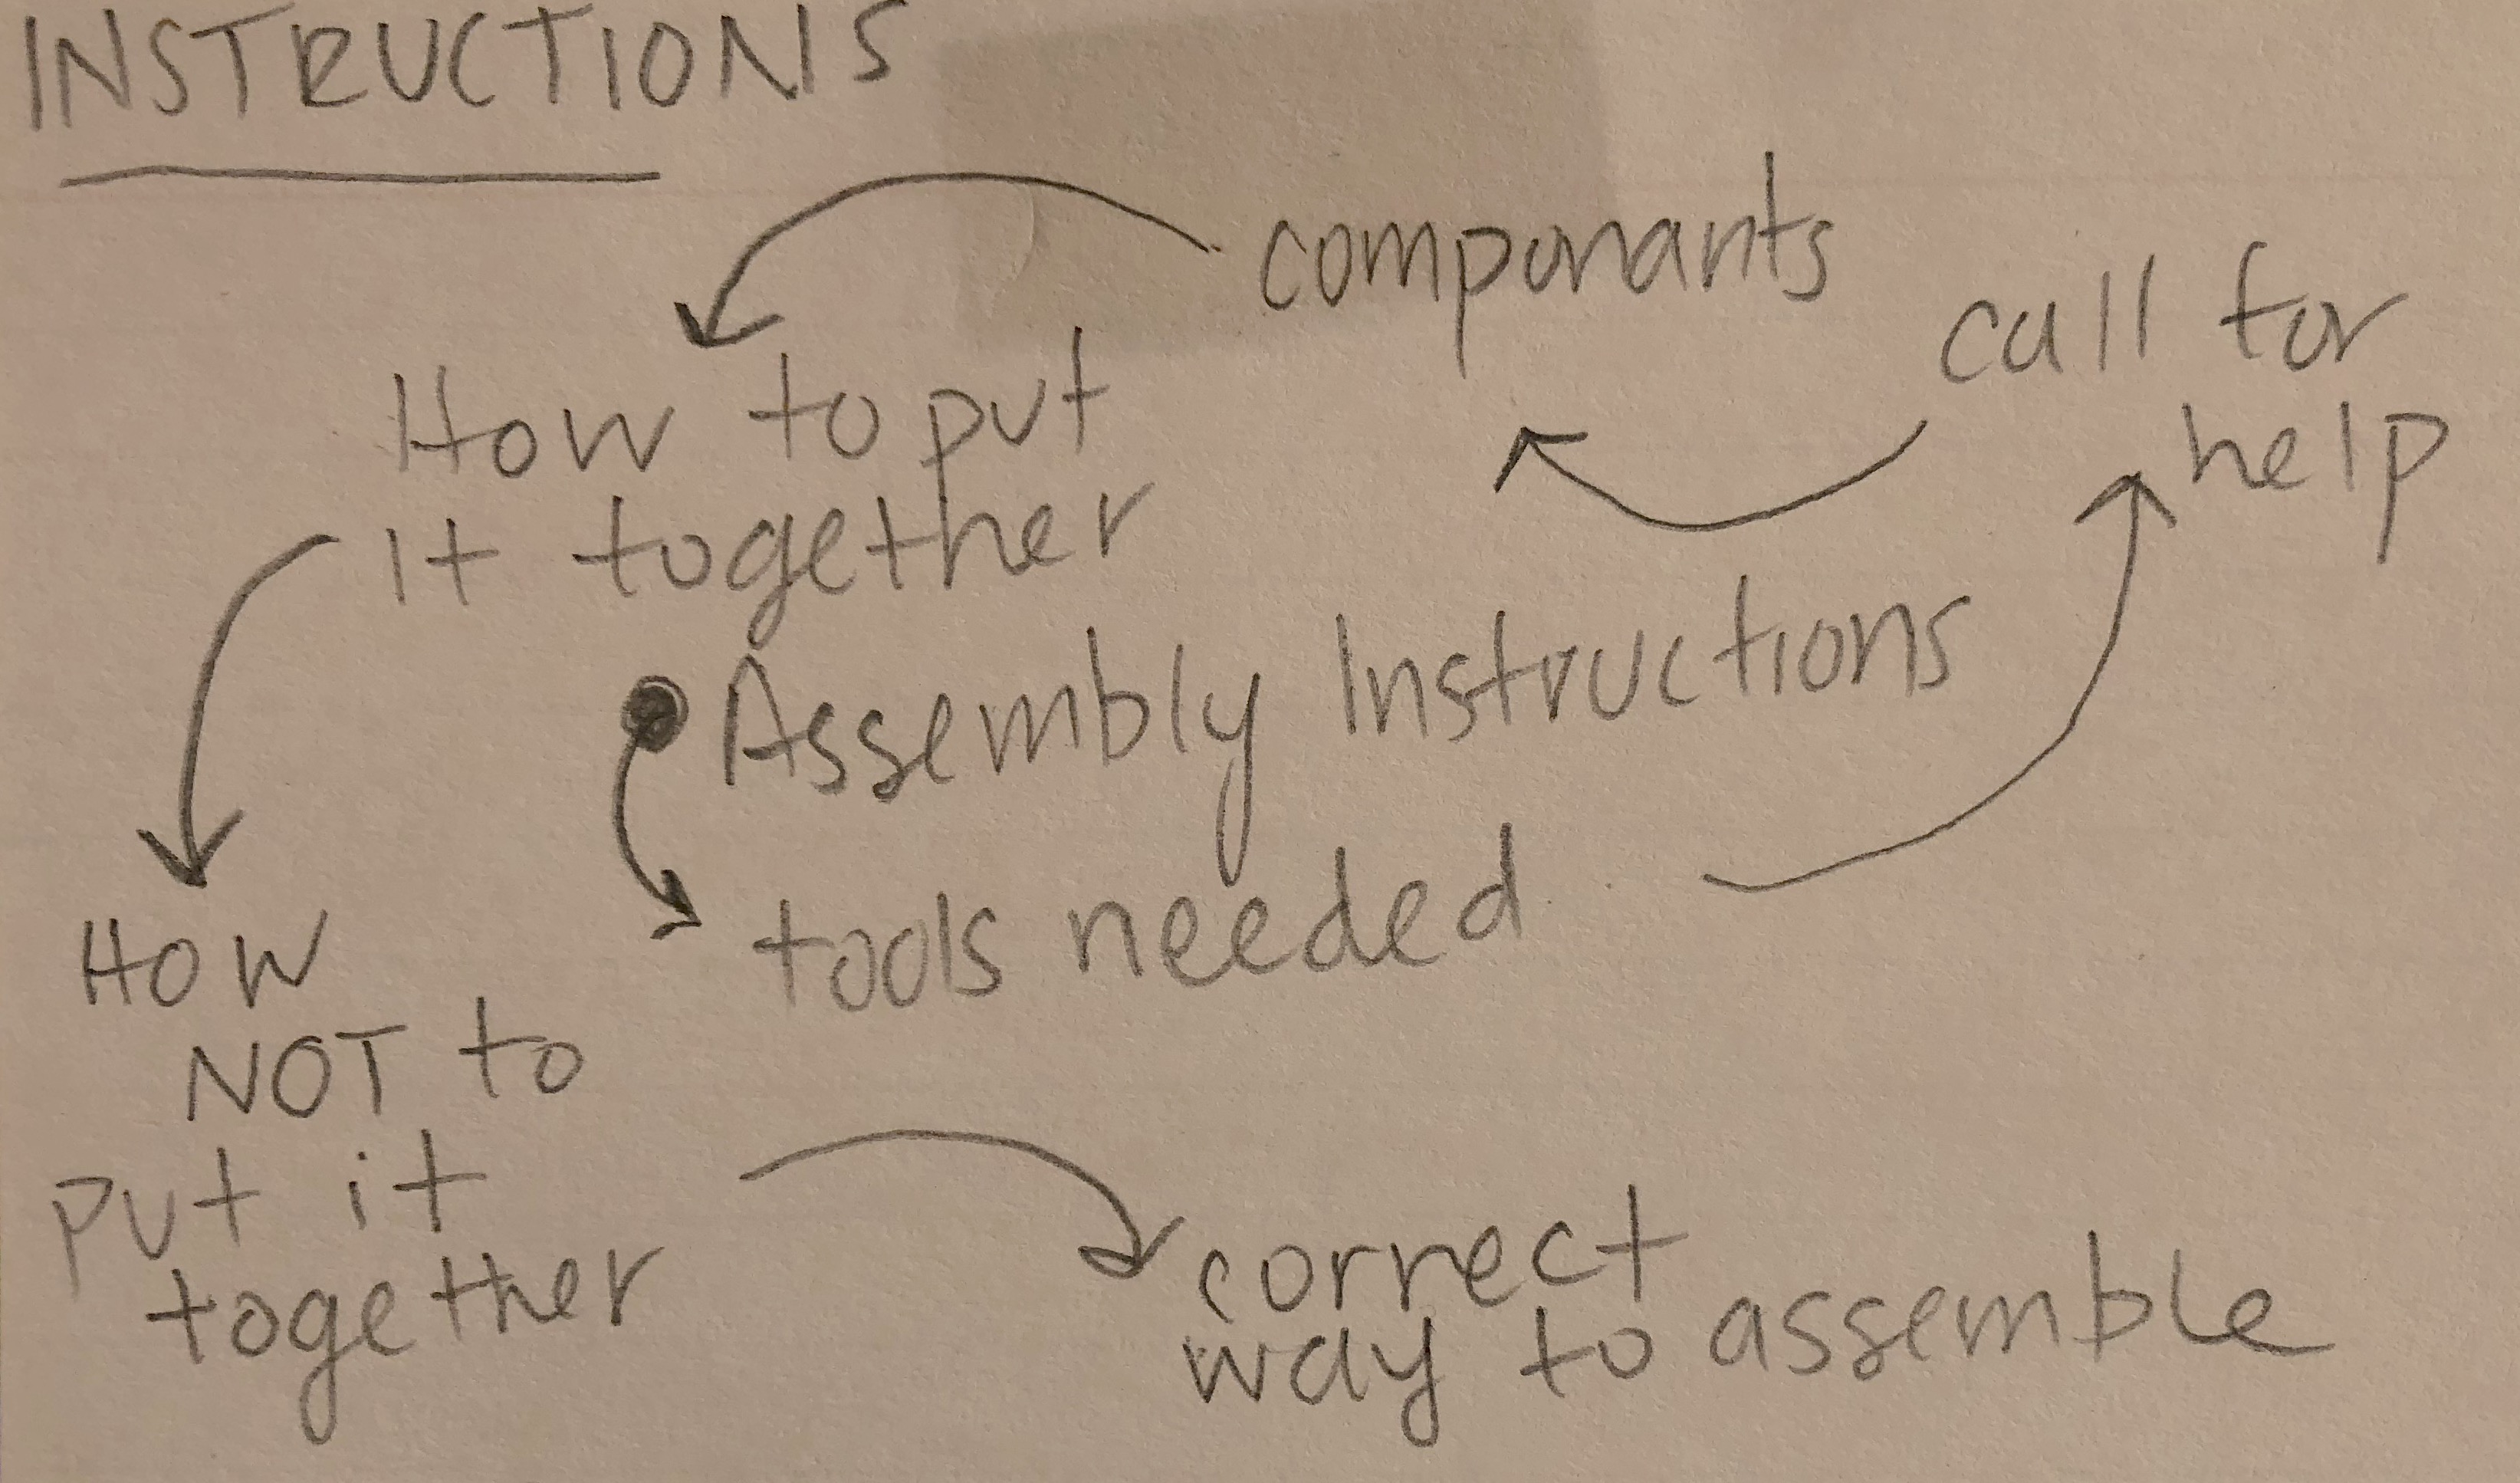 INSTRUCTIONS
componants
call for
help
How to put
it together
Assembly Instructions
tools needed
How
NOT to
put it
together
correct
way to assemble